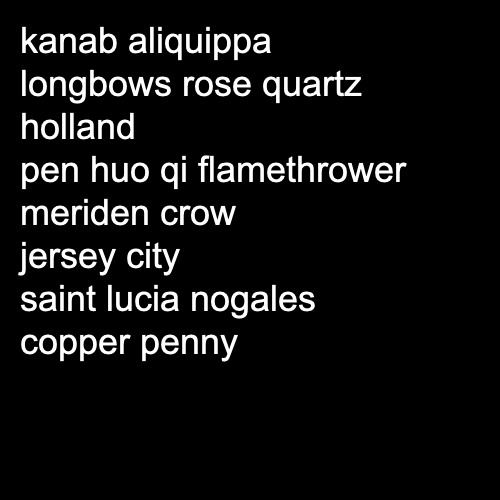 kanab aliquippa
longbows rose quartz
holland
pen huo qi flamethrower
meriden crow
jersey city
saint lucia nogales
copper penny